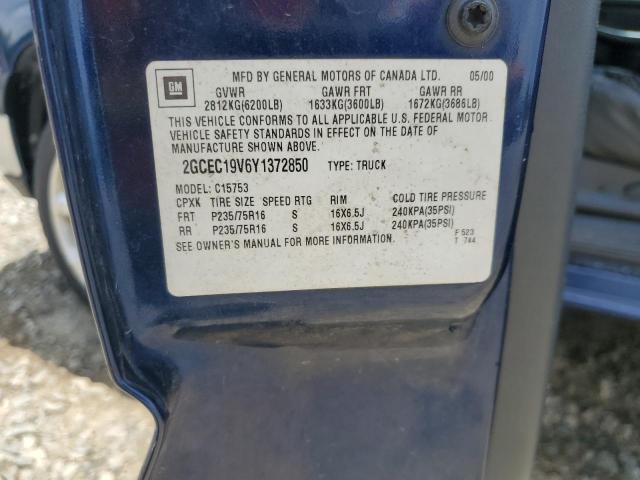 GM
MFD BY GENERAL MOTORS OF CANADA LTD. 05/00
GVWR GAWR FRT GAWR RR
2812KG(6200LB) 1633KG(3600LB) 1672KG(3686LB)
THIS VEHICLE CONFORMS TO ALL APPLICABLE U.S. FEDERAL MOTOR
VEHICLE SAFETY STANDARDS IN EFFECT ON THE DATE OF
MANUFACTURE SHOWN ABOVE.
2GCEC19V6Y1372850 TYPE: TRUCK
MODEL: C15753
CPXK TIRE SIZE SPEED RTG RIM COLD TIRE PRESSURE
FRT P235/75R16 S 16X6.5J 240KPA(35PSI)
RR P235/75R16 S 16X6.5J 240KPA(35PSI)
SEE OWNER'S MANUAL FOR MORE INFORMATION.
F 523
T 744